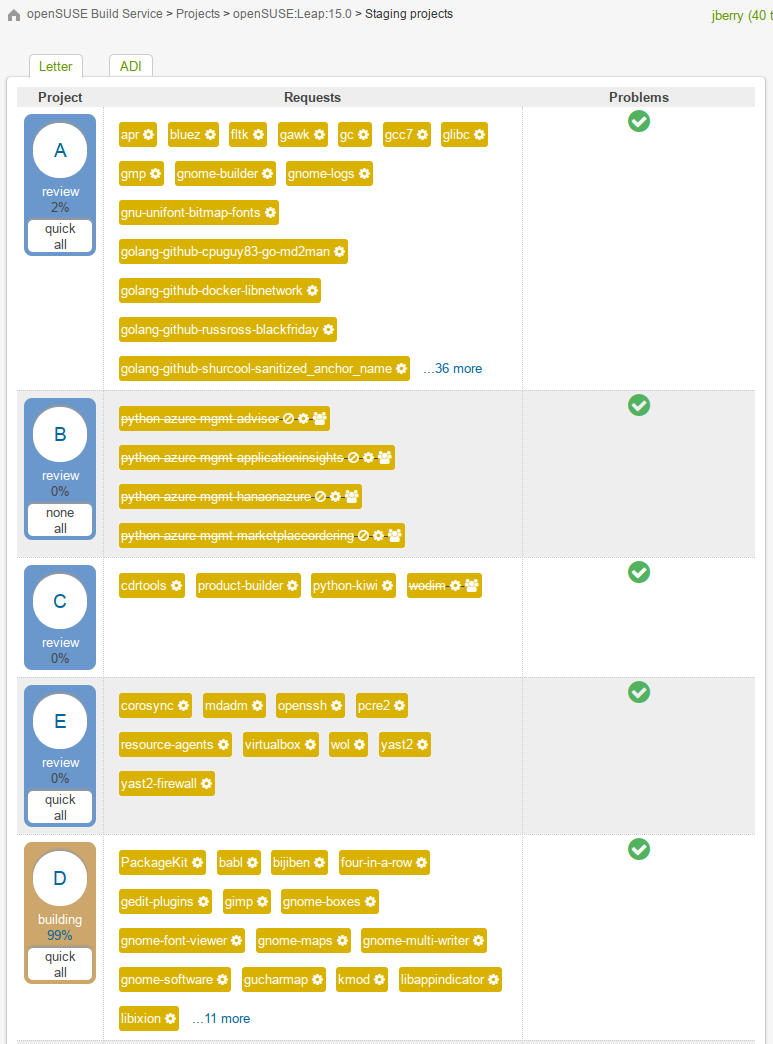 openSUSE Build Service > Projects > openSUSE:Leap:15.0 > Staging projects
jberry (40 t
Letter ADI
Project Requests Problems
A
review
2%
quick
all
apr bluez fltk gawk gc gcc7 glibc
gmp gnome-builder gnome-logs
gnu-unifont-bitmap-fonts
golang-github-cpuguy83-go-md2man
golang-github-docker-libnetwork
golang-github-russross-blackfriday
golang-github-shurcool-sanitized_anchor_name ...36 more
B
review
0%
none
all
python-azure-mgmt-advisor
python-azure-mgmt-applicationinsights
python-azure-mgmt-hanaonazure
python-azure-mgmt-marketplaceordering
C
review
0%
cdrtools product-builder python-kiwi wodim
E
review
0%
quick
all
corosync mdadm openssh pcre2
resource-agents virtualbox wol yast2
yast2-firewall
D
building
99%
quick
all
PackageKit babl bijiben four-in-a-row
gedit-plugins gimp gnome-boxes
gnome-font-viewer gnome-maps gnome-multi-writer
gnome-software gucharmap kmod libappindicator
libixion ...11 more